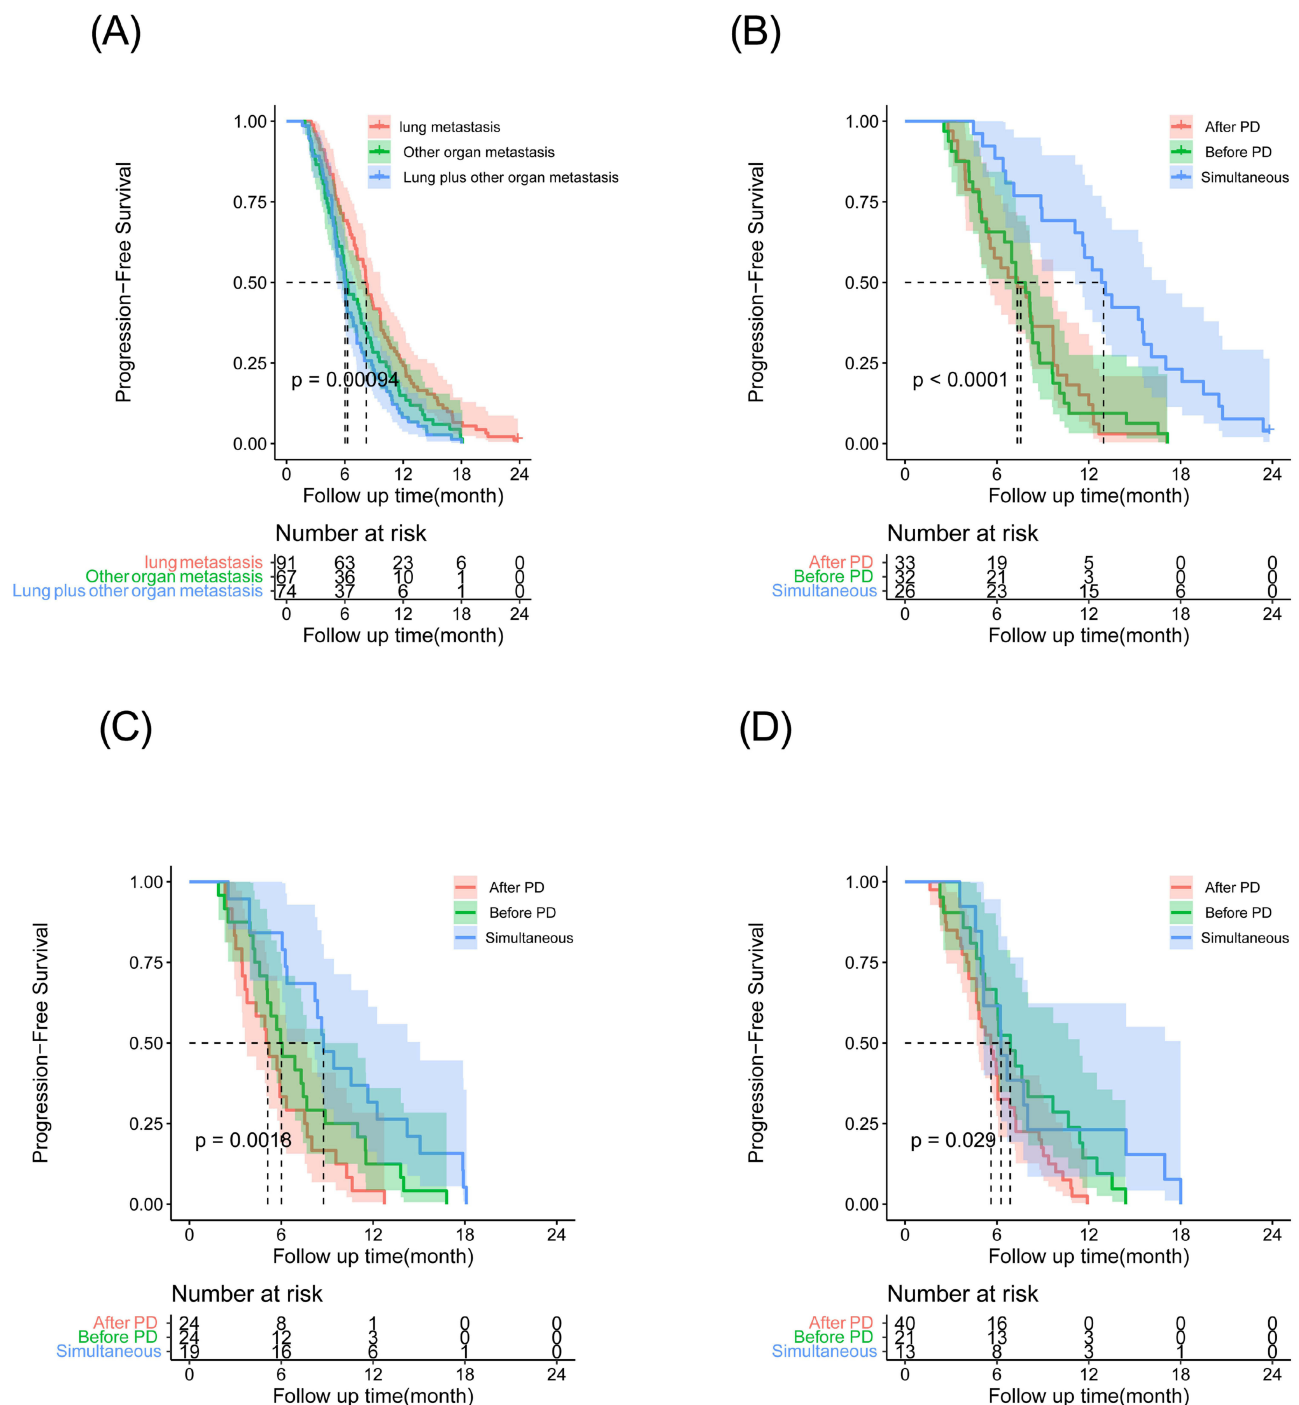 (A)
1.00
0.75
0.50
0.25
0.00
Progression−Free Survival
lung metastasis
Other organ metastasis
Lung plus other organ metastasis
p = 0.00094
0 6 12 18 24
Follow up time(month)
Number at risk
lung metastasis 91 63 23 6 0
Other organ metastasis 67 36 10 1 0
Lung plus other organ metastasis 74 37 6 1 0
0 6 12 18 24
Follow up time(month)
(B)
1.00
0.75
0.50
0.25
0.00
Progression−Free Survival
After PD
Before PD
Simultaneous
p < 0.0001
0 6 12 18 24
Follow up time(month)
Number at risk
After PD 33 19 5 0 0
Before PD 32 21 3 0 0
Simultaneous 26 23 15 6 0
0 6 12 18 24
Follow up time(month)
(C)
1.00
0.75
0.50
0.25
0.00
Progression−Free Survival
After PD
Before PD
Simultaneous
p = 0.0018
0 6 12 18 24
Follow up time(month)
Number at risk
After PD 24 8 1 0 0
Before PD 24 12 3 0 0
Simultaneous 19 16 6 1 0
0 6 12 18 24
Follow up time(month)
(D)
1.00
0.75
0.50
0.25
0.00
Progression−Free Survival
After PD
Before PD
Simultaneous
p = 0.029
0 6 12 18 24
Follow up time(month)
Number at risk
After PD 40 16 0 0 0
Before PD 21 13 3 0 0
Simultaneous 13 8 3 1 0
0 6 12 18 24
Follow up time(month)